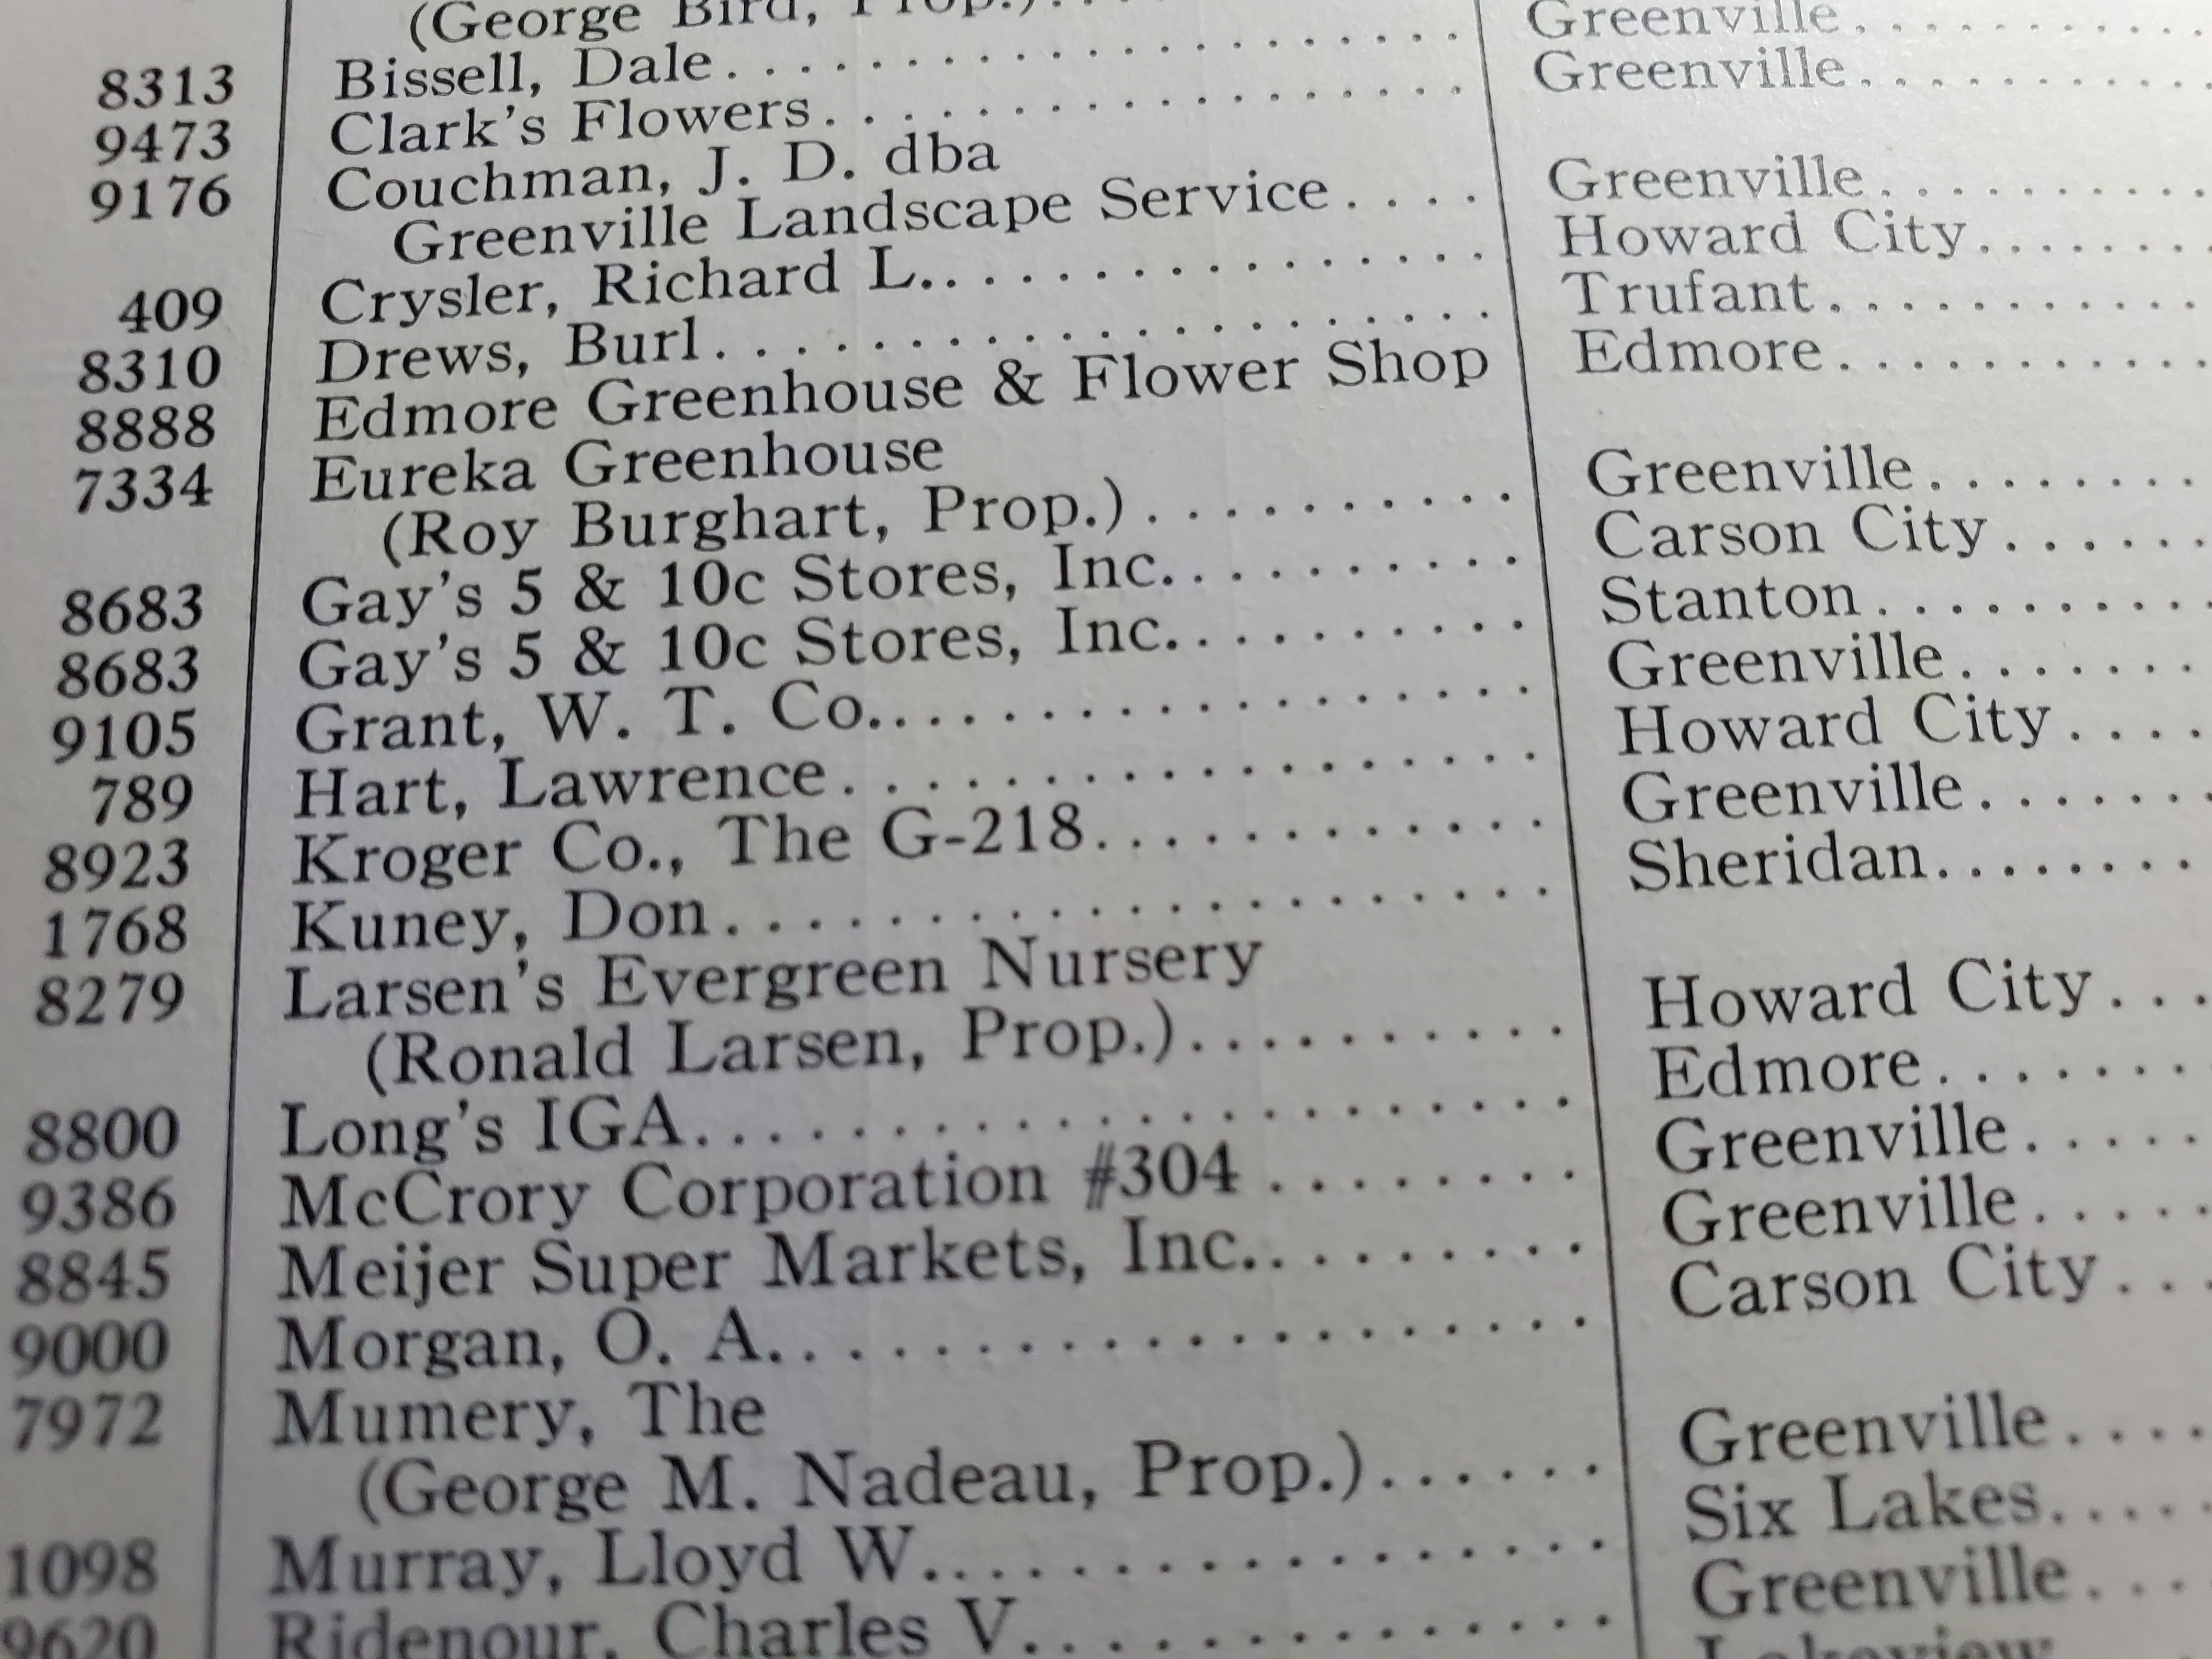 (George Bird, Prop.)
8313 Bissell, Dale. Greenville
9473 Clark's Flowers. Greenville
9176 Couchman, J. D. dba
Greenville Landscape Service Greenville
409 Crysler, Richard L. Howard City
8310 Drews, Burl Trufant
8888 Edmore Greenhouse & Flower Shop Edmore
7334 Eureka Greenhouse
(Roy Burghart, Prop.) Greenville
8683 Gay's 5 & 10c Stores, Inc. Carson City
8683 Gay's 5 & 10c Stores, Inc. Stanton
9105 Grant, W. T. Co. Greenville
789 Hart, Lawrence Howard City
8923 Kroger Co., The G-218 Greenville
1768 Kuney, Don Sheridan
8279 Larsen's Evergreen Nursery
(Ronald Larsen, Prop.) Howard City
8800 Long's IGA Edmore
9386 McCrory Corporation #304 Greenville
8845 Meijer Super Markets, Inc. Greenville
9000 Morgan, O. A. Carson City
7972 Mumery, The
(George M. Nadeau, Prop.) Greenville
1098 Murray, Lloyd W. Six Lakes
9620 Ridenour, Charles V. Greenville
Lakeview